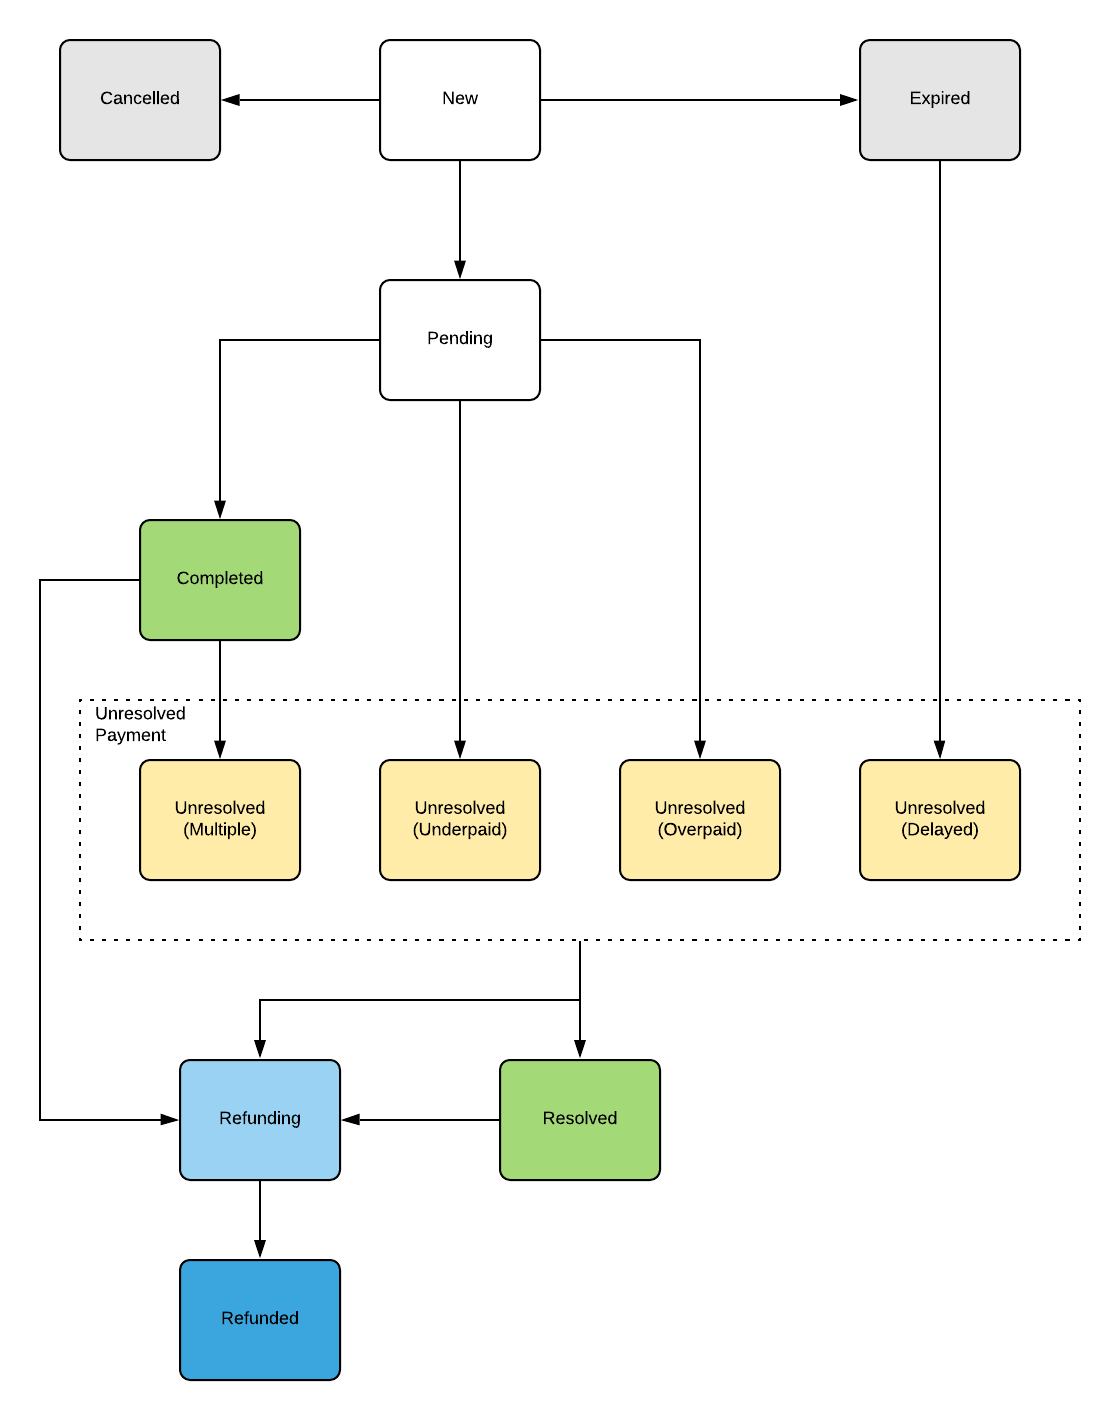 Cancelled
New
Expired
Pending
Completed
Unresolved
Payment
Unresolved
(Multiple)
Unresolved
(Underpaid)
Unresolved
(Overpaid)
Unresolved
(Delayed)
Refunding
Resolved
Refunded